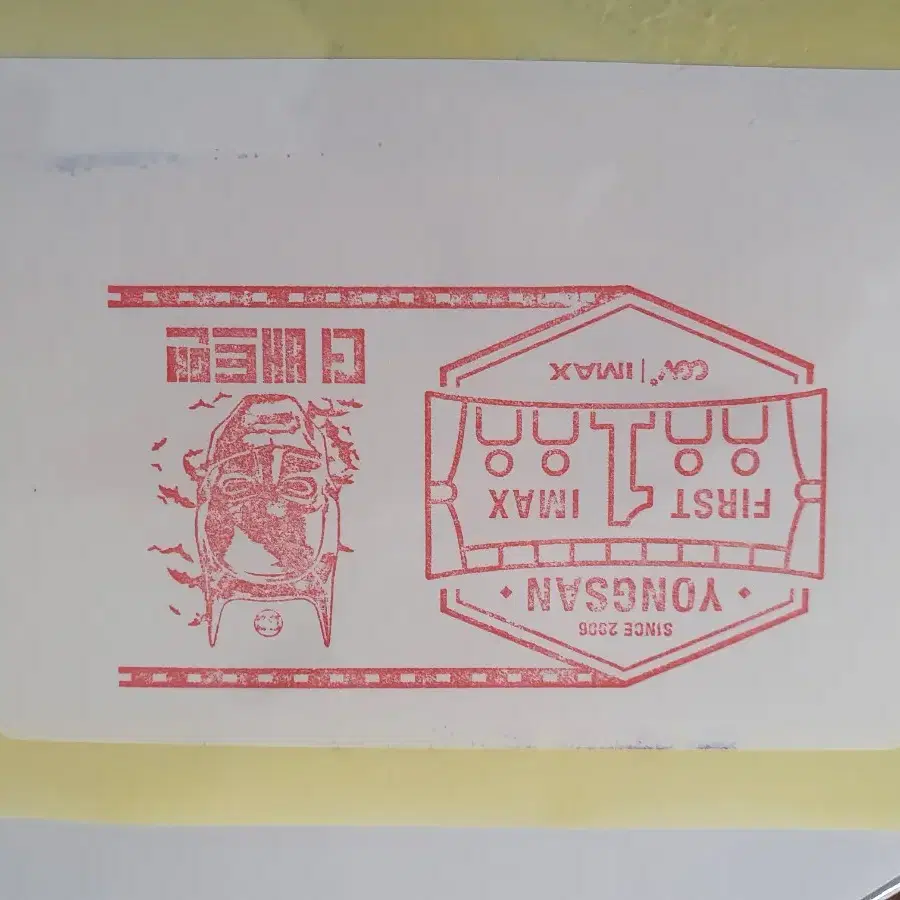 SINCE 2006
YONGSAN
FiRST 1 IMAX
CGV | IMAX
더 배트맨